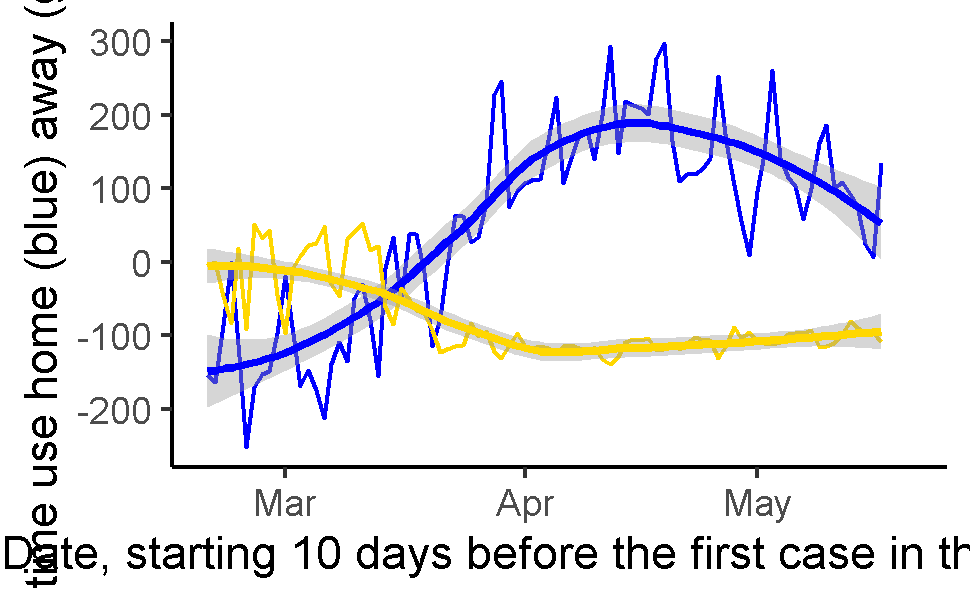 time use home (blue) away (
300
200
100
0
-100
-200
Mar Apr May
Date, starting 10 days before the first case in th